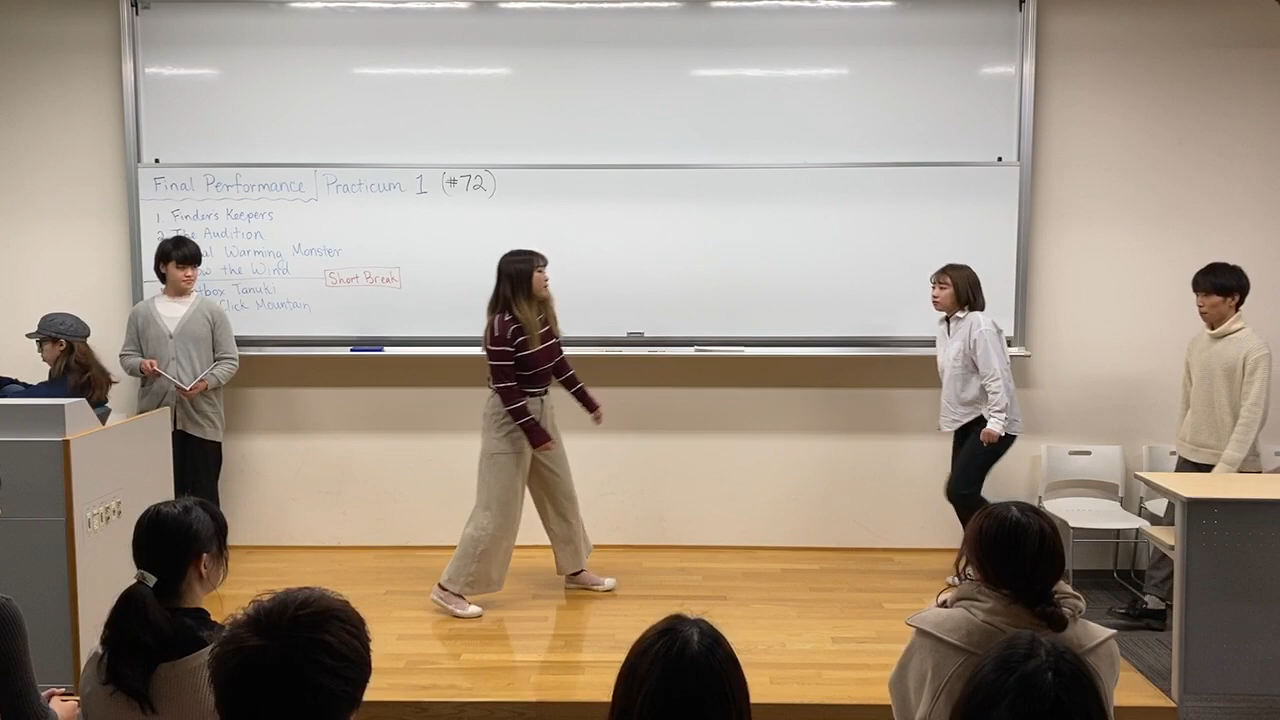 Final Performance Practicum 1 (#72)
1. Finders Keepers
2. The Audition
Warming Monster
the Wind
Short Break
Tanuki
Click Mountain